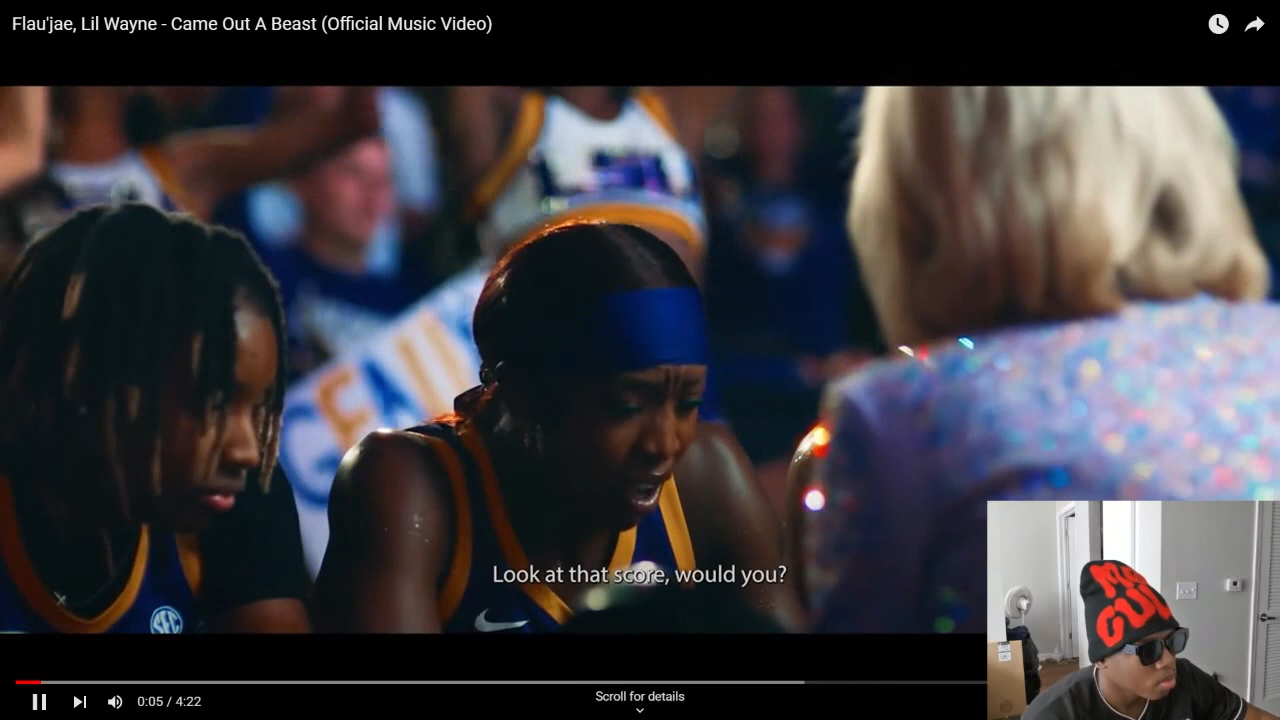 Flau'jae, Lil Wayne - Came Out A Beast (Official Music Video)
GEAU
SEC
Look at that score, would you?
0:05 / 4:22
Scroll for details